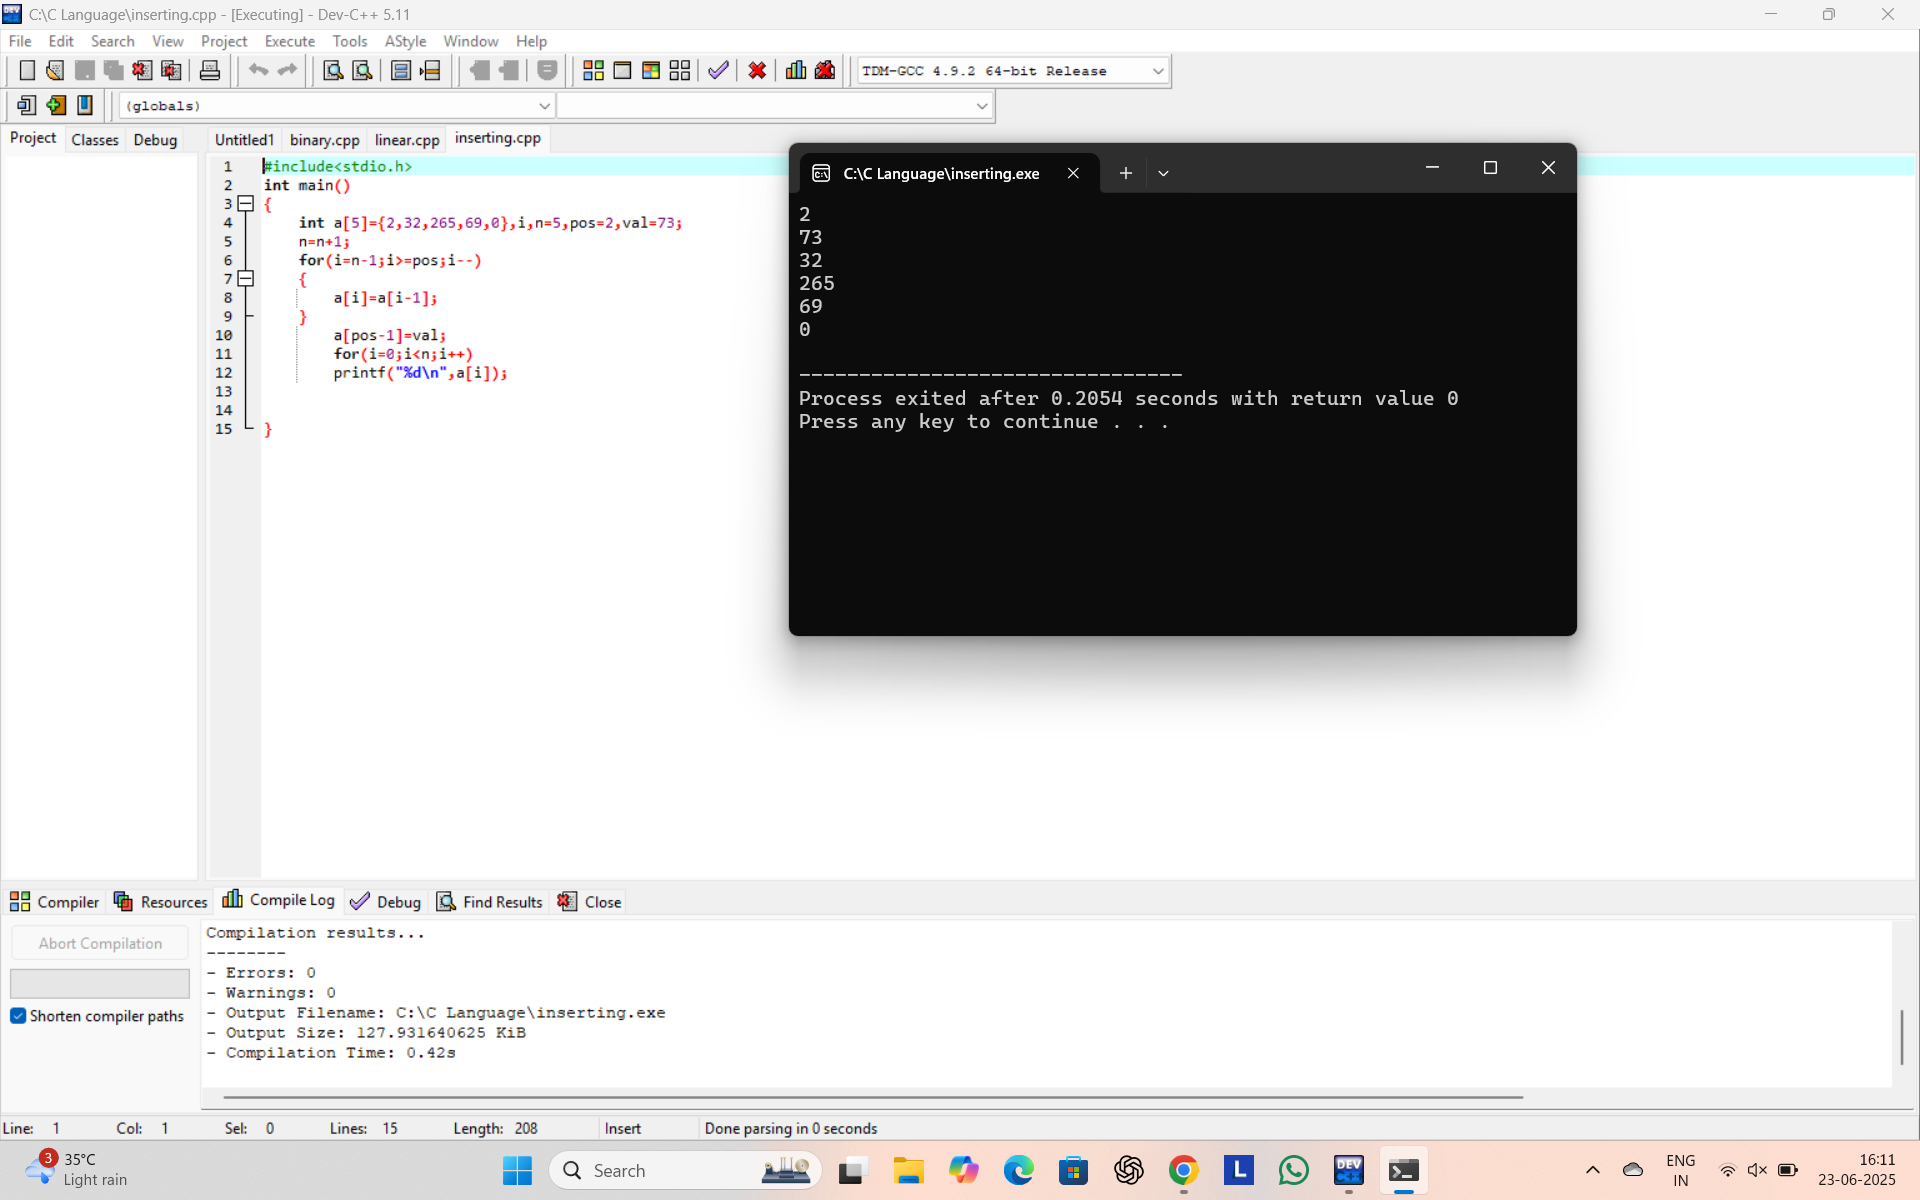 C:\C Language\inserting.cpp - [Executing] - Dev-C++ 5.11
File Edit Search View Project Execute Tools AStyle Window Help
TDM-GCC 4.9.2 64-bit Release
(globals)
Project Classes Debug
Untitled1 binary.cpp linear.cpp inserting.cpp
1 #include<stdio.h>
2 int main()
3 {
4 int a[5]={2,32,265,69,0},i,n=5,pos=2,val=73;
5 n=n+1;
6 for(i=n-1;i>=pos;i--)
7 {
8 a[i]=a[i-1];
9 }
10 a[pos-1]=val;
11 for(i=0;i<n;i++)
12 printf("%d\n",a[i]);
13
14
15 }
C:\C Language\inserting.exe
2
73
32
265
69
0
--------------------------------
Process exited after 0.2054 seconds with return value 0
Press any key to continue . . .
Compiler Resources Compile Log Debug Find Results Close
Abort Compilation
Shorten compiler paths
Compilation results...
--------
- Errors: 0
- Warnings: 0
- Output Filename: C:\C Language\inserting.exe
- Output Size: 127.931640625 KiB
- Compilation Time: 0.42s
Line: 1 Col: 1 Sel: 0 Lines: 15 Length: 208 Insert Done parsing in 0 seconds
3
35°C
Light rain
Search
DEV
C++
L
ENG
IN
16:11
23-06-2025